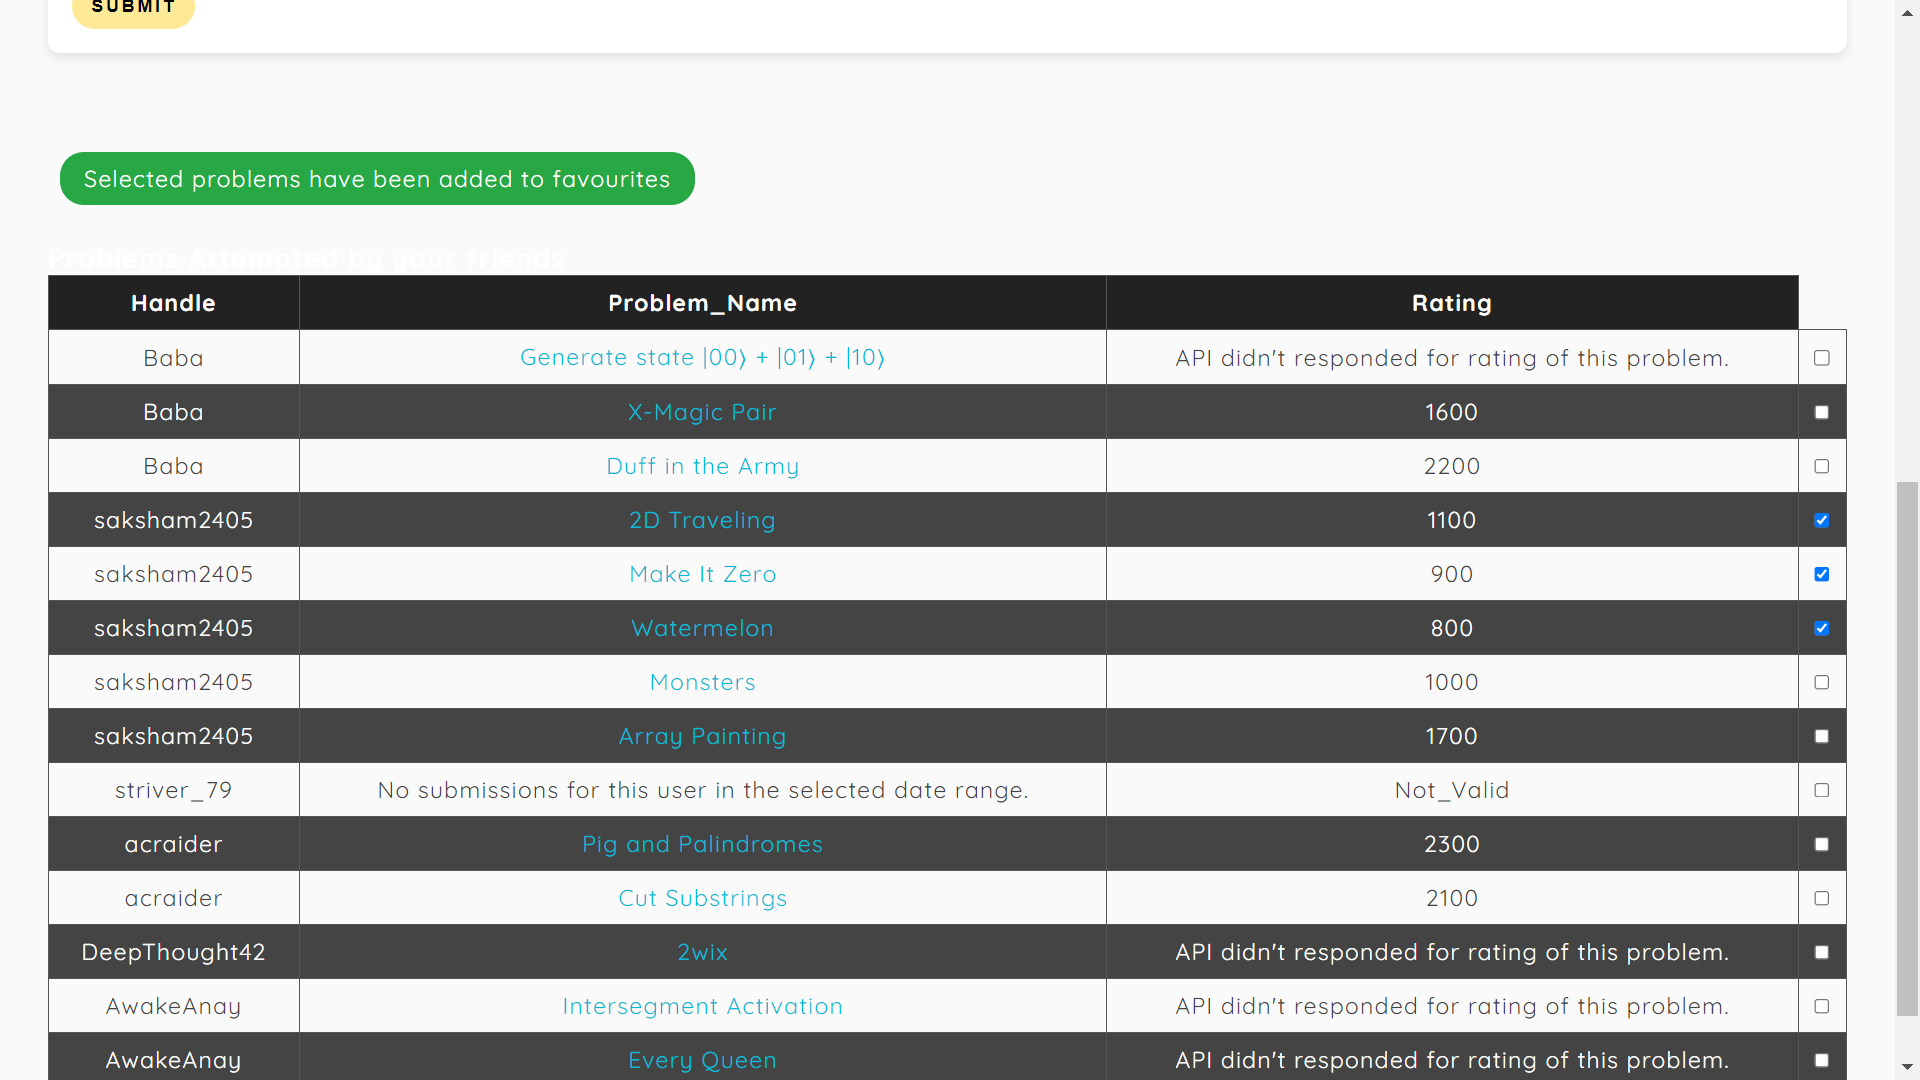 SUBMIT
Selected problems have been added to favourites
Problems Attempted by your friends
Handle Problem_Name Rating
Baba Generate state |00⟩ + |01⟩ + |10⟩ API didn't responded for rating of this problem.
Baba X-Magic Pair 1600
Baba Duff in the Army 2200
saksham2405 2D Traveling 1100
saksham2405 Make It Zero 900
saksham2405 Watermelon 800
saksham2405 Monsters 1000
saksham2405 Array Painting 1700
striver_79 No submissions for this user in the selected date range. Not_Valid
acraider Pig and Palindromes 2300
acraider Cut Substrings 2100
DeepThought42 2wix API didn't responded for rating of this problem.
AwakeAnay Intersegment Activation API didn't responded for rating of this problem.
AwakeAnay Every Queen API didn't responded for rating of this problem.